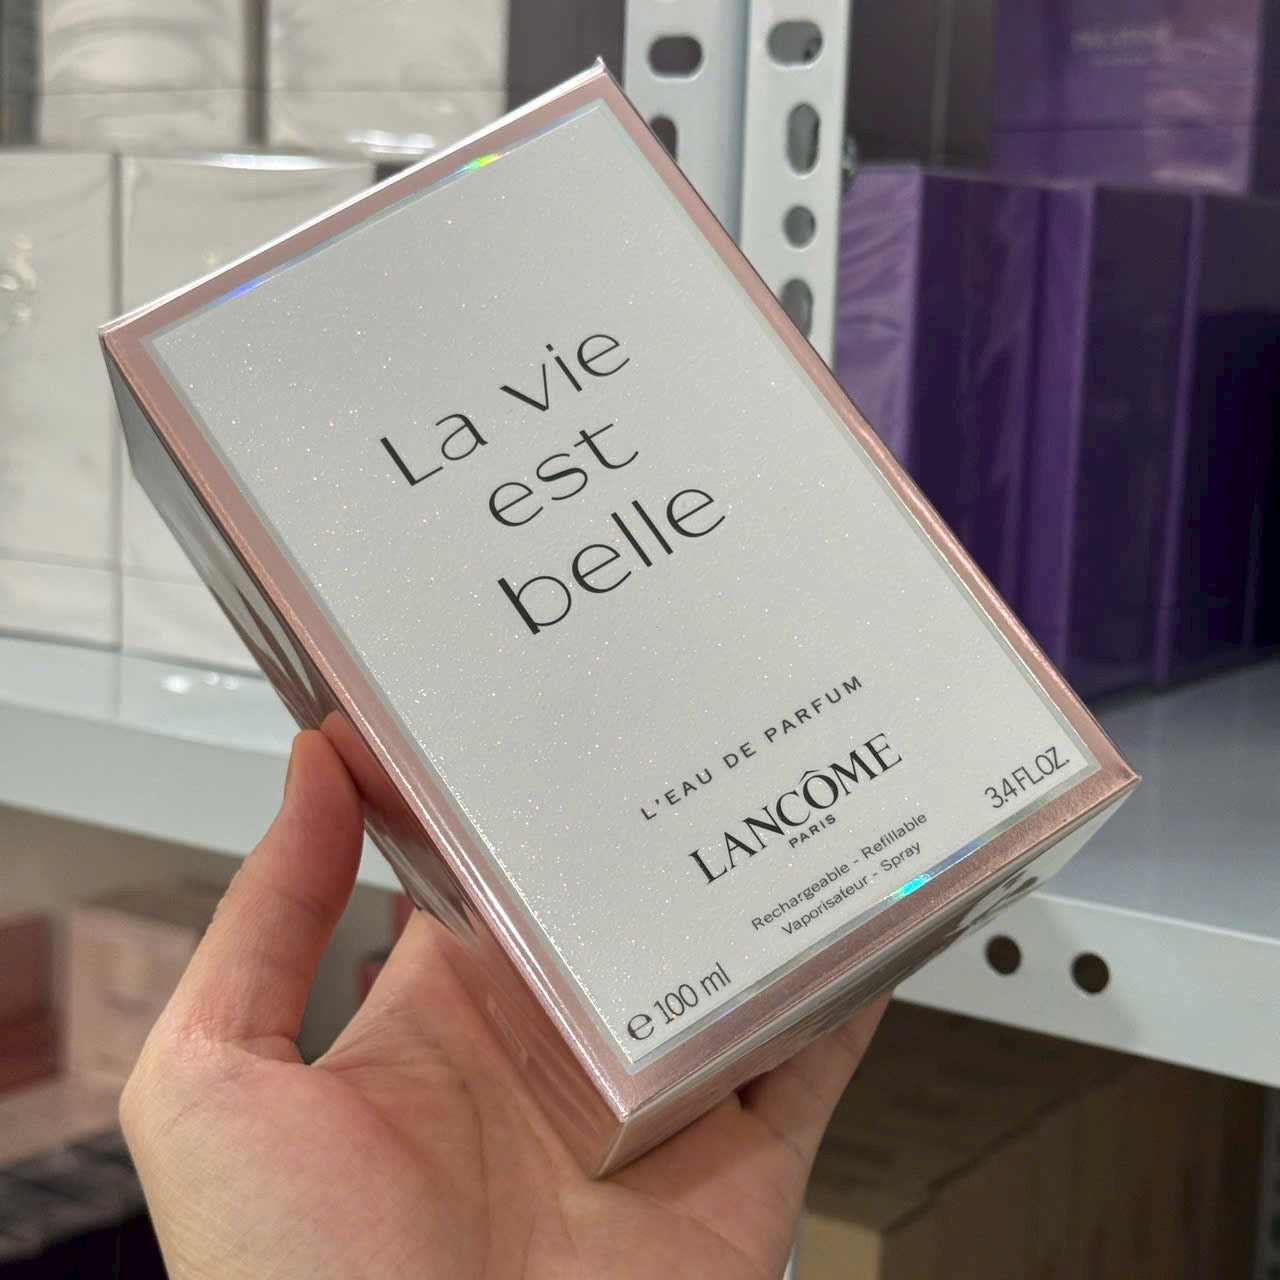 La vie
est
belle
L'EAU DE PARFUM
LANCÔME
PARIS
Rechargeable - Refillable
Vaporisateur - Spray
℮ 100 ml
3.4 FL.OZ.